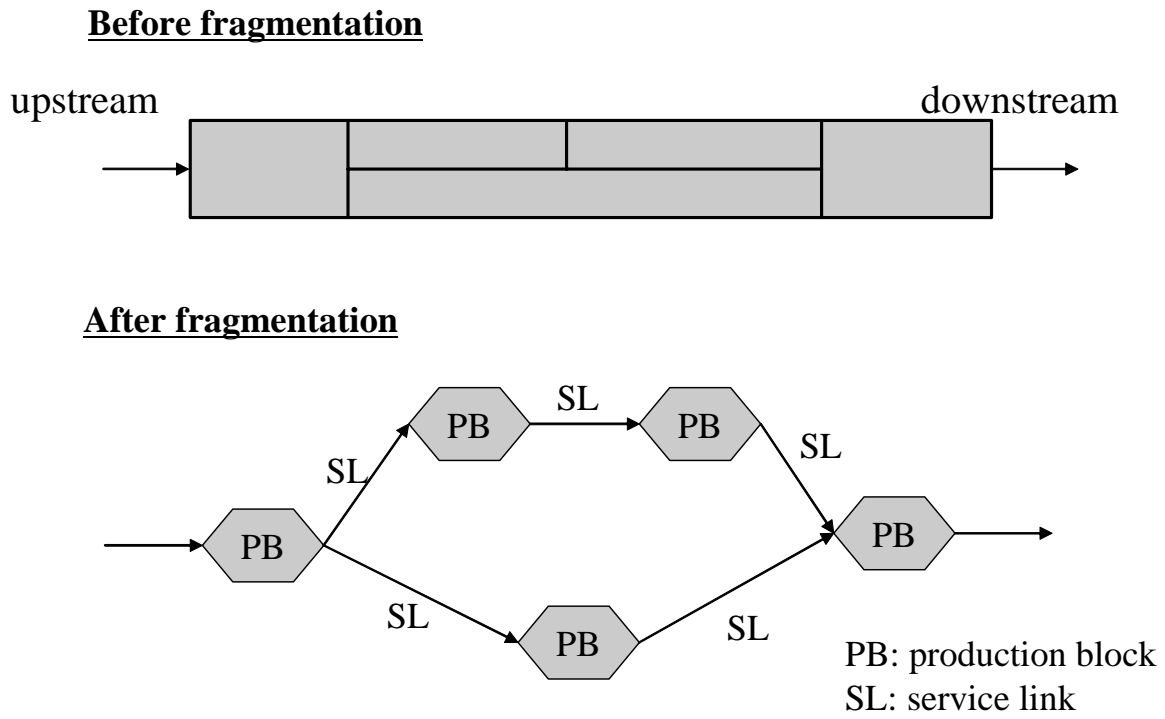 Before fragmentation
upstream
downstream
After fragmentation
PB
SL
PB
SL
SL
PB
PB
SL
PB
SL
PB: production block
SL: service link